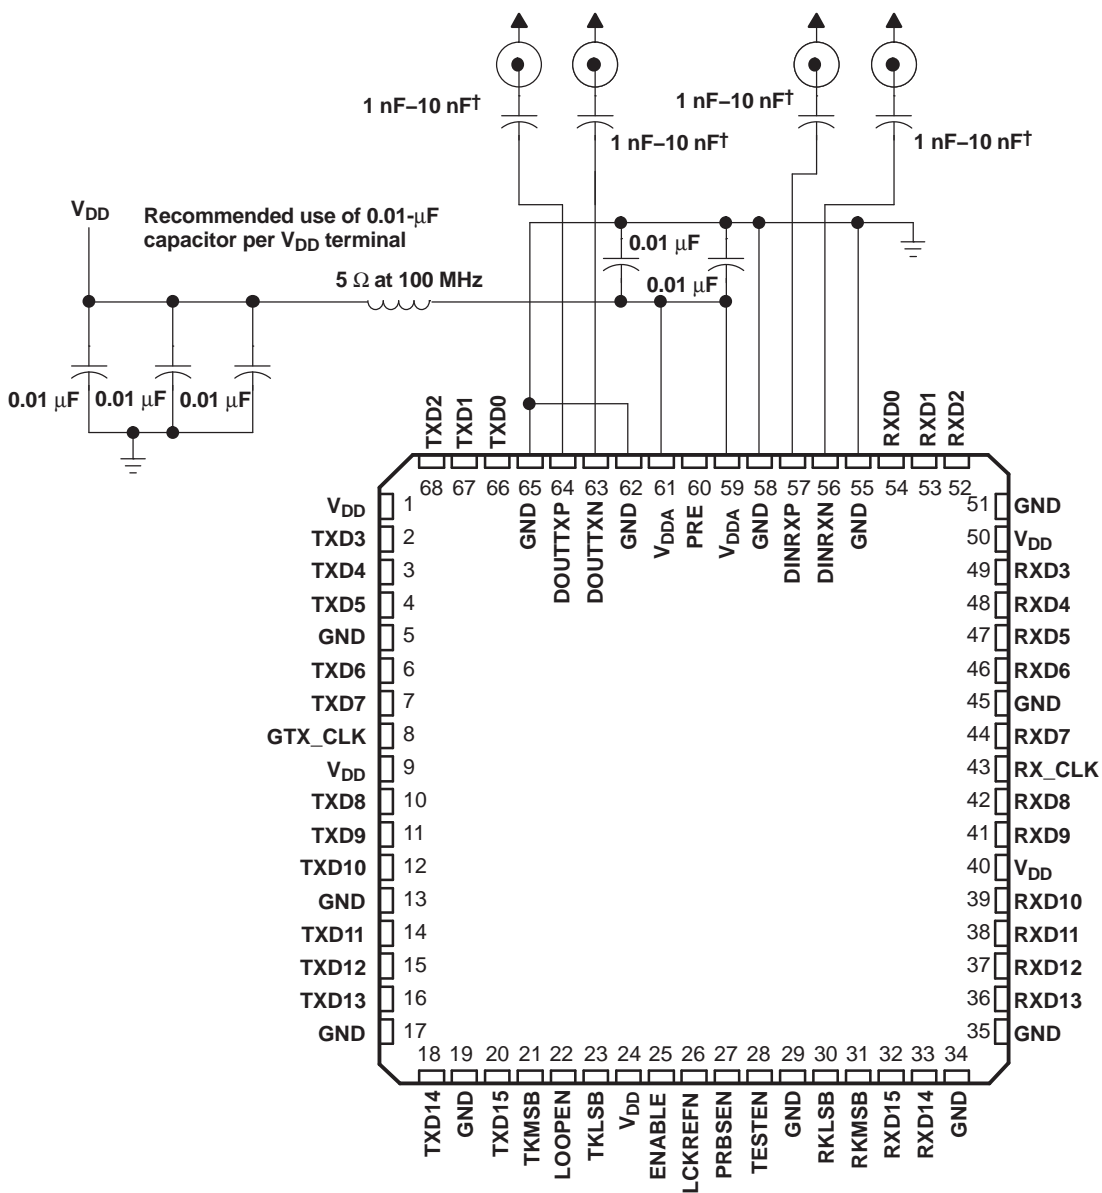 1 nF–10 nF†
1 nF–10 nF†
1 nF–10 nF†
1 nF–10 nF†
VDD
Recommended use of 0.01-μF
capacitor per VDD terminal
5 Ω at 100 MHz
0.01 μF
0.01 μF
0.01 μF
0.01 μF
0.01 μF
TXD2
TXD1
TXD0
RXD0
RXD1
RXD2
68
67
66
65
64
63
62
61
60
59
58
57
56
55
54
53
52
GND
DOUTTXP
DOUTTXN
GND
VDDA
PRE
VDDA
GND
DINRXP
DINRXN
GND
VDD 1
TXD3 2
TXD4 3
TXD5 4
GND 5
TXD6 6
TXD7 7
GTX_CLK 8
VDD 9
TXD8 10
TXD9 11
TXD10 12
GND 13
TXD11 14
TXD12 15
TXD13 16
GND 17
51 GND
50 VDD
49 RXD3
48 RXD4
47 RXD5
46 RXD6
45 GND
44 RXD7
43 RX_CLK
42 RXD8
41 RXD9
40 VDD
39 RXD10
38 RXD11
37 RXD12
36 RXD13
35 GND
18
19
20
21
22
23
24
25
26
27
28
29
30
31
32
33
34
TXD14
GND
TXD15
TKMSB
LOOPEN
TKLSB
VDD
ENABLE
LCKREFN
PRBSEN
TESTEN
GND
RKLSB
RKMSB
RXD15
RXD14
GND